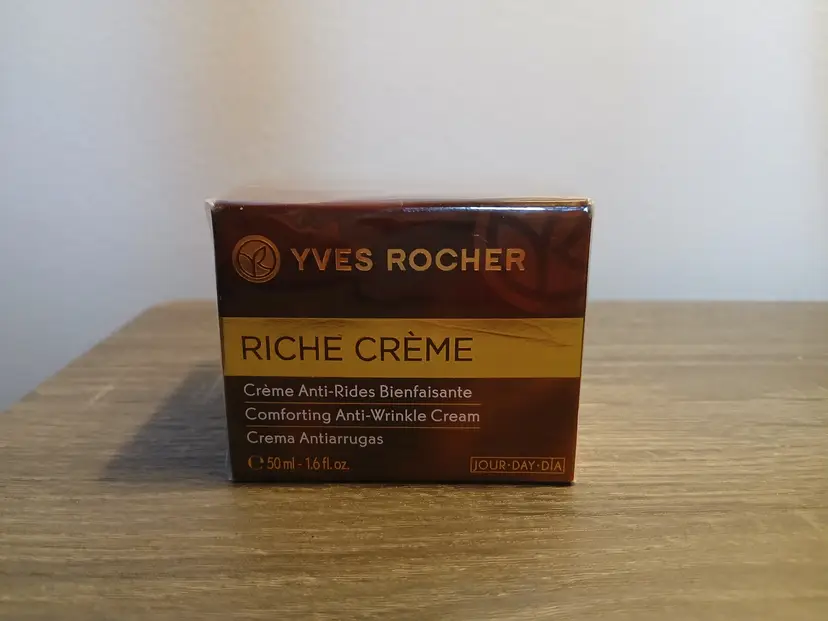 YVES ROCHER
RICHE CRÈME
Crème Anti-Rides Bienfaisante
Comforting Anti-Wrinkle Cream
Crema Antiarrugas
℮ 50 ml - 1.6 fl. oz.
JOUR·DAY·DÍA